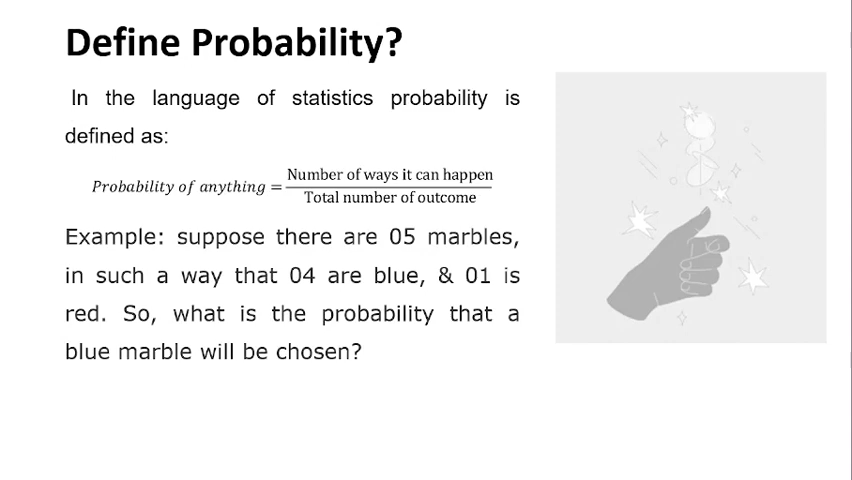 Define Probability?
In the language of statistics probability is
defined as:
Probability of anything = Number of ways it can happen / Total number of outcome
Example: suppose there are 05 marbles,
in such a way that 04 are blue, & 01 is
red. So, what is the probability that a
blue marble will be chosen?